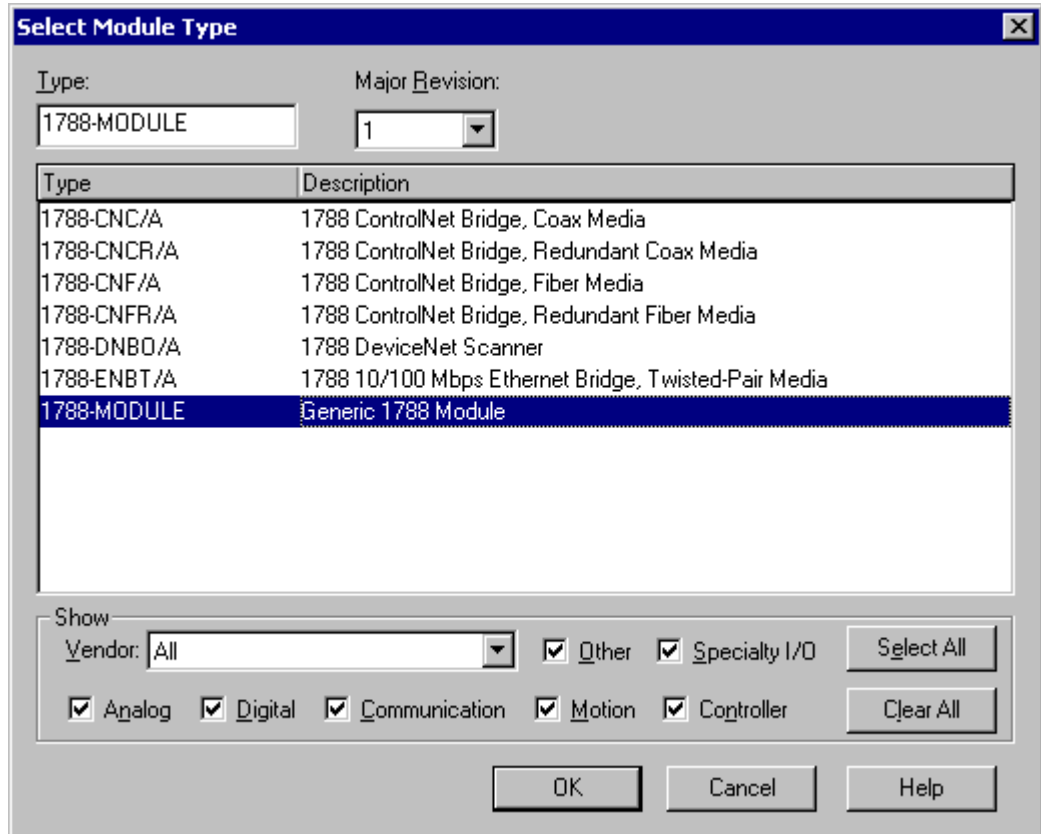 Select Module Type
Type: Major Revision:
1788-MODULE 1
Type Description
1788-CNC/A 1788 ControlNet Bridge, Coax Media
1788-CNCR/A 1788 ControlNet Bridge, Redundant Coax Media
1788-CNF/A 1788 ControlNet Bridge, Fiber Media
1788-CNFR/A 1788 ControlNet Bridge, Redundant Fiber Media
1788-DNBO/A 1788 DeviceNet Scanner
1788-ENBT/A 1788 10/100 Mbps Ethernet Bridge, Twisted-Pair Media
1788-MODULE Generic 1788 Module
Show
Vendor: All Other Specialty I/O Select All
Analog Digital Communication Motion Controller Clear All
OK Cancel Help